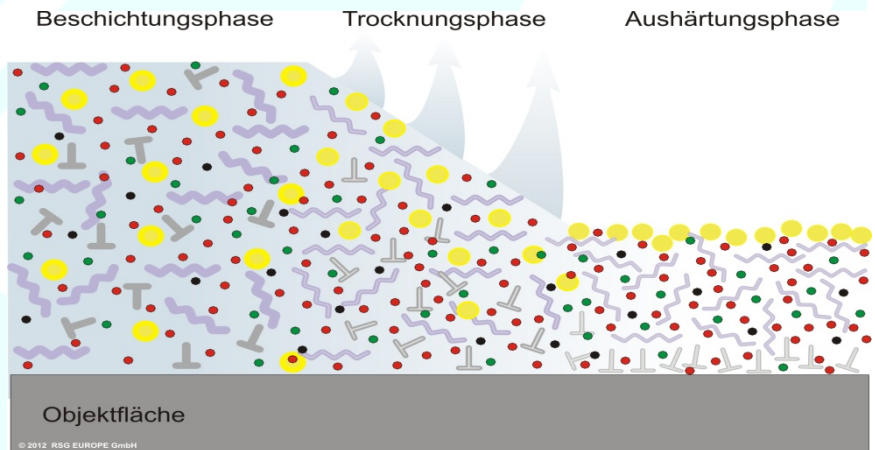 Beschichtungsphase
Trocknungsphase
Aushärtungsphase
Objektfläche
© 2012 RSG EUROPE GmbH